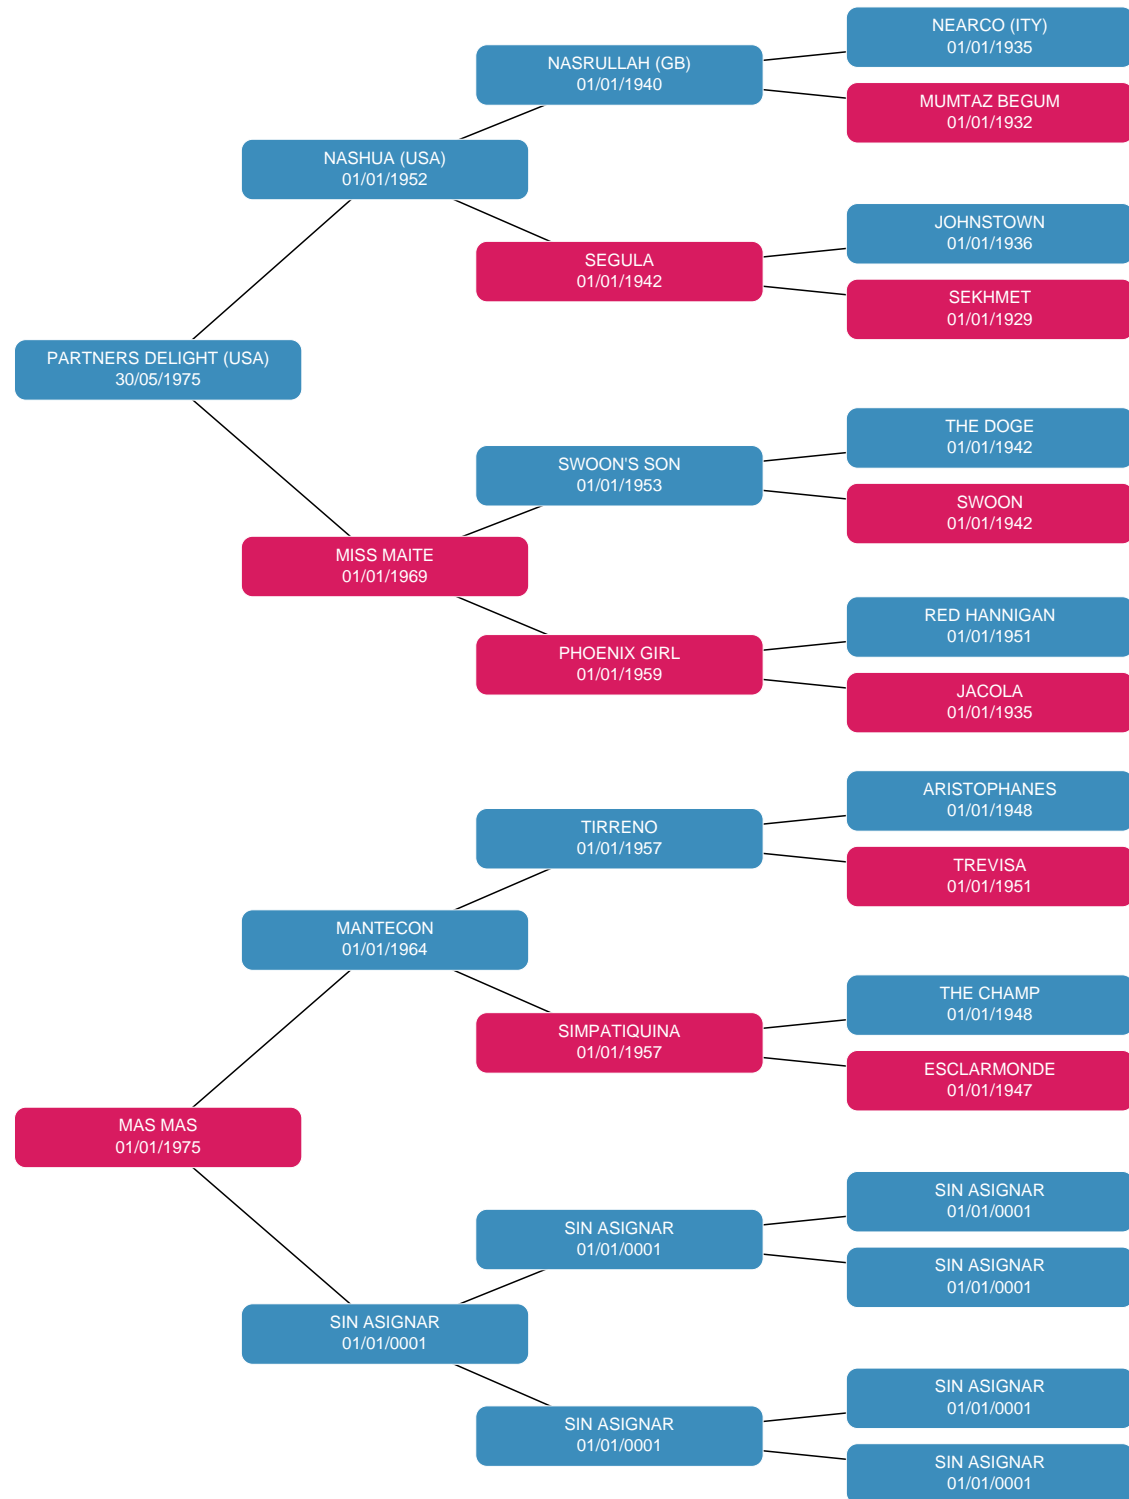 NEARCO (ITY)
01/01/1935
NASRULLAH (GB)
01/01/1940
MUMTAZ BEGUM
01/01/1932
NASHUA (USA)
01/01/1952
JOHNSTOWN
01/01/1936
SEGULA
01/01/1942
SEKHMET
01/01/1929
PARTNERS DELIGHT (USA)
30/05/1975
THE DOGE
01/01/1942
SWOON'S SON
01/01/1953
SWOON
01/01/1942
MISS MAITE
01/01/1969
RED HANNIGAN
01/01/1951
PHOENIX GIRL
01/01/1959
JACOLA
01/01/1935
ARISTOPHANES
01/01/1948
TIRRENO
01/01/1957
TREVISA
01/01/1951
MANTECON
01/01/1964
THE CHAMP
01/01/1948
SIMPATIQUINA
01/01/1957
ESCLARMONDE
01/01/1947
MAS MAS
01/01/1975
SIN ASIGNAR
01/01/0001
SIN ASIGNAR
01/01/0001
SIN ASIGNAR
01/01/0001
SIN ASIGNAR
01/01/0001
SIN ASIGNAR
01/01/0001
SIN ASIGNAR
01/01/0001
SIN ASIGNAR
01/01/0001